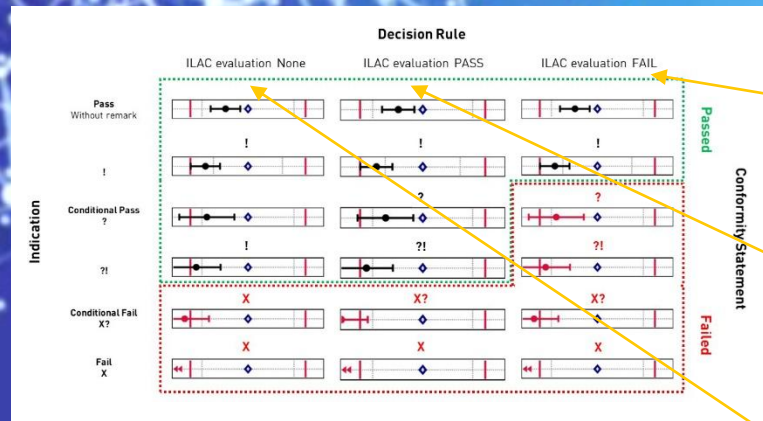 Decision Rule
ILAC evaluation None
ILAC evaluation PASS
ILAC evaluation FAIL
Pass
Without remark
!
!
!
!
Conditional Pass
?
?
?
?!
!
?!
?!
Conditional Fail
X?
X
X?
X?
Fail
X
X
X
X
Indication
Passed
Failed
Conformity Statement